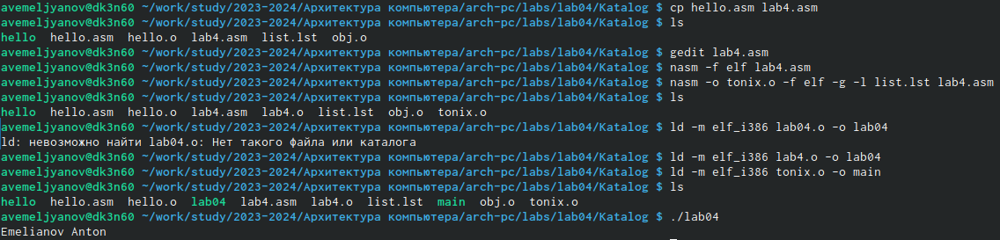 avemeljyanov@dk3n60 ~/work/study/2023-2024/Архитектура компьютера/arch-pc/labs/lab04/Katalog $ cp hello.asm lab4.asm
avemeljyanov@dk3n60 ~/work/study/2023-2024/Архитектура компьютера/arch-pc/labs/lab04/Katalog $ ls
hello hello.asm hello.o lab4.asm list.lst obj.o
avemeljyanov@dk3n60 ~/work/study/2023-2024/Архитектура компьютера/arch-pc/labs/lab04/Katalog $ gedit lab4.asm
avemeljyanov@dk3n60 ~/work/study/2023-2024/Архитектура компьютера/arch-pc/labs/lab04/Katalog $ nasm -f elf lab4.asm
avemeljyanov@dk3n60 ~/work/study/2023-2024/Архитектура компьютера/arch-pc/labs/lab04/Katalog $ nasm -o tonix.o -f elf -g -l list.lst lab4.asm
avemeljyanov@dk3n60 ~/work/study/2023-2024/Архитектура компьютера/arch-pc/labs/lab04/Katalog $ ls
hello hello.asm hello.o lab4.asm lab4.o list.lst obj.o tonix.o
avemeljyanov@dk3n60 ~/work/study/2023-2024/Архитектура компьютера/arch-pc/labs/lab04/Katalog $ ld -m elf_i386 lab04.o -o lab04
ld: невозможно найти lab04.o: Нет такого файла или каталога
avemeljyanov@dk3n60 ~/work/study/2023-2024/Архитектура компьютера/arch-pc/labs/lab04/Katalog $ ld -m elf_i386 lab4.o -o lab04
avemeljyanov@dk3n60 ~/work/study/2023-2024/Архитектура компьютера/arch-pc/labs/lab04/Katalog $ ld -m elf_i386 tonix.o -o main
avemeljyanov@dk3n60 ~/work/study/2023-2024/Архитектура компьютера/arch-pc/labs/lab04/Katalog $ ls
hello hello.asm hello.o lab04 lab4.asm lab4.o list.lst main obj.o tonix.o
avemeljyanov@dk3n60 ~/work/study/2023-2024/Архитектура компьютера/arch-pc/labs/lab04/Katalog $ ./lab04
Emelianov Anton